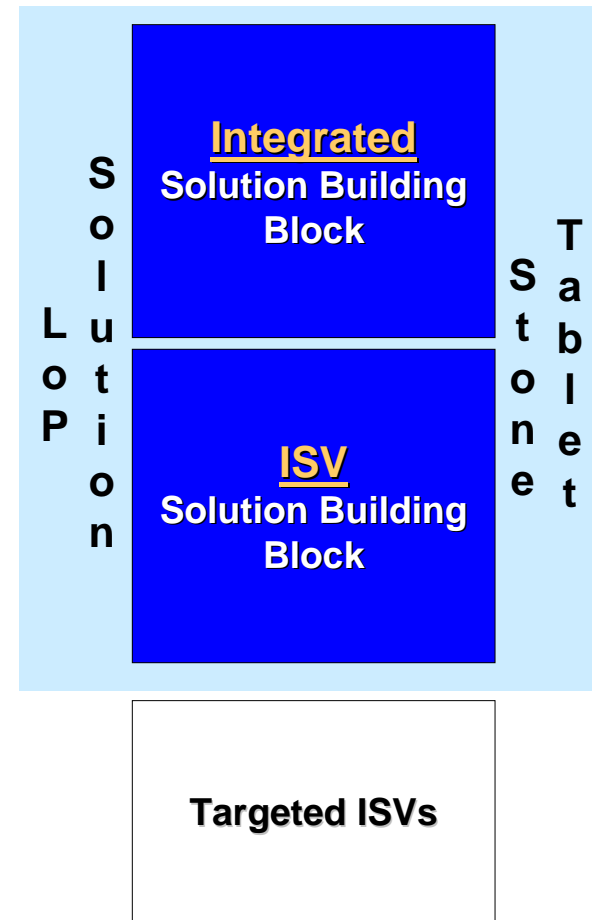 LoP
Solution
Integrated
Solution Building
Block
ISV
Solution Building
Block
Stone
Tablet
Targeted ISVs